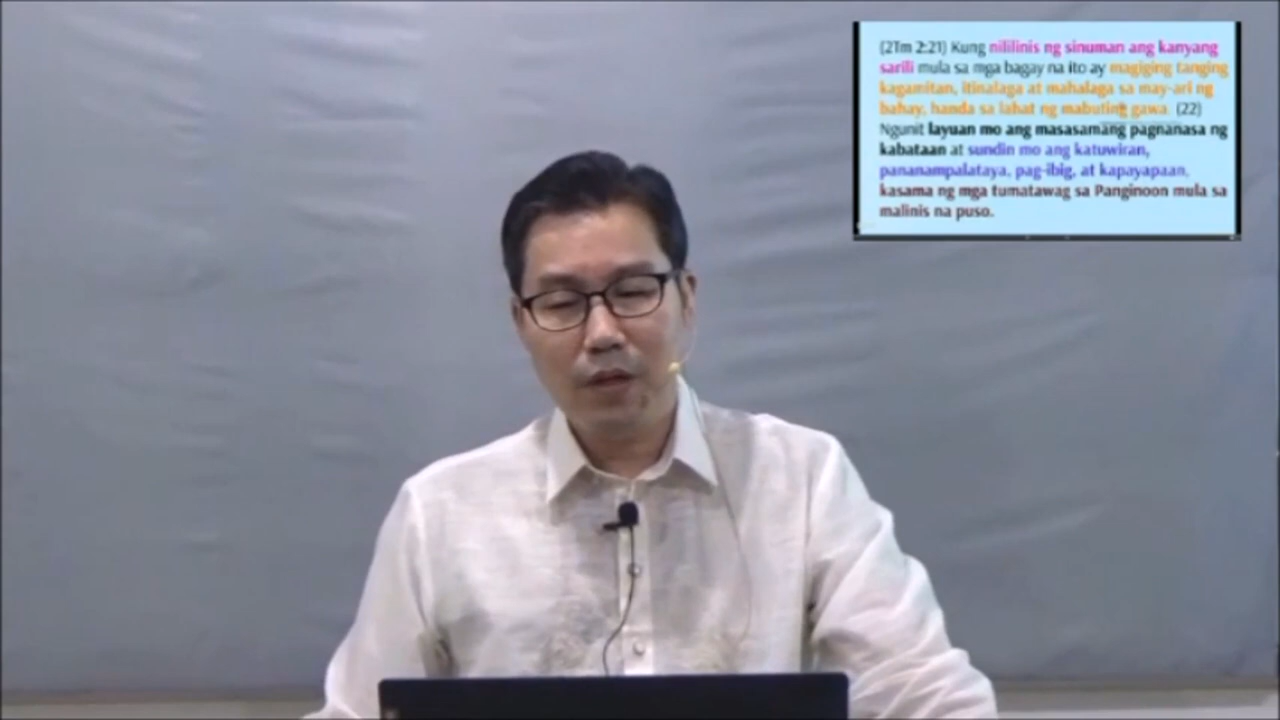 (2Tm 2:21) Kung nililinis ng sinuman ang kanyang
sarili mula sa mga bagay na ito ay magiging tanging
kagamitan, itinalaga at mahalaga sa may-ari ng
bahay, handa sa lahat ng mabuting gawa. (22)
Ngunit layuan mo ang masasamang pagnanasa ng
kabataan at sundin mo ang katuwiran,
pananampalataya, pag-ibig, at kapayapaan,
kasama ng mga tumatawag sa Panginoon mula sa
malinis na puso.